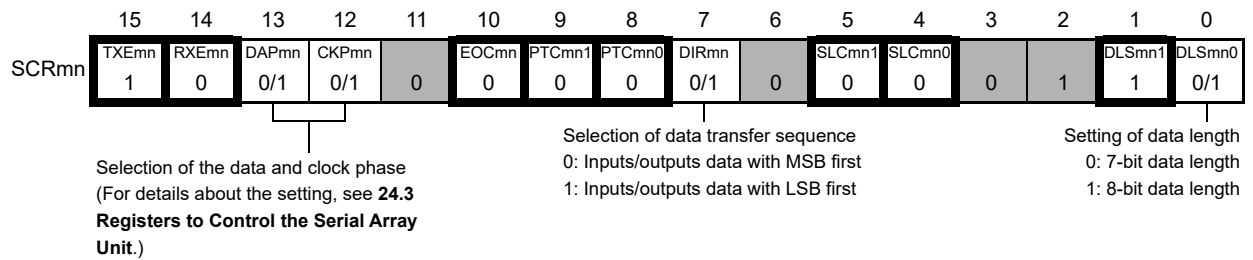 15 14 13 12 11 10 9 8 7 6 5 4 3 2 1 0
TXEmn RXEmn DAPmn CKPmn EOCmn PTCmn1 PTCmn0 DIRmn SLCmn1 SLCmn0 DLSmn1 DLSmn0
SCRmn
1 0 0/1 0/1 0 0 0 0 0/1 0 0 0 0 1 1 0/1
Selection of the data and clock phase
(For details about the setting, see 24.3
Registers to Control the Serial Array
Unit.)
Selection of data transfer sequence
0: Inputs/outputs data with MSB first
1: Inputs/outputs data with LSB first
Setting of data length
0: 7-bit data length
1: 8-bit data length